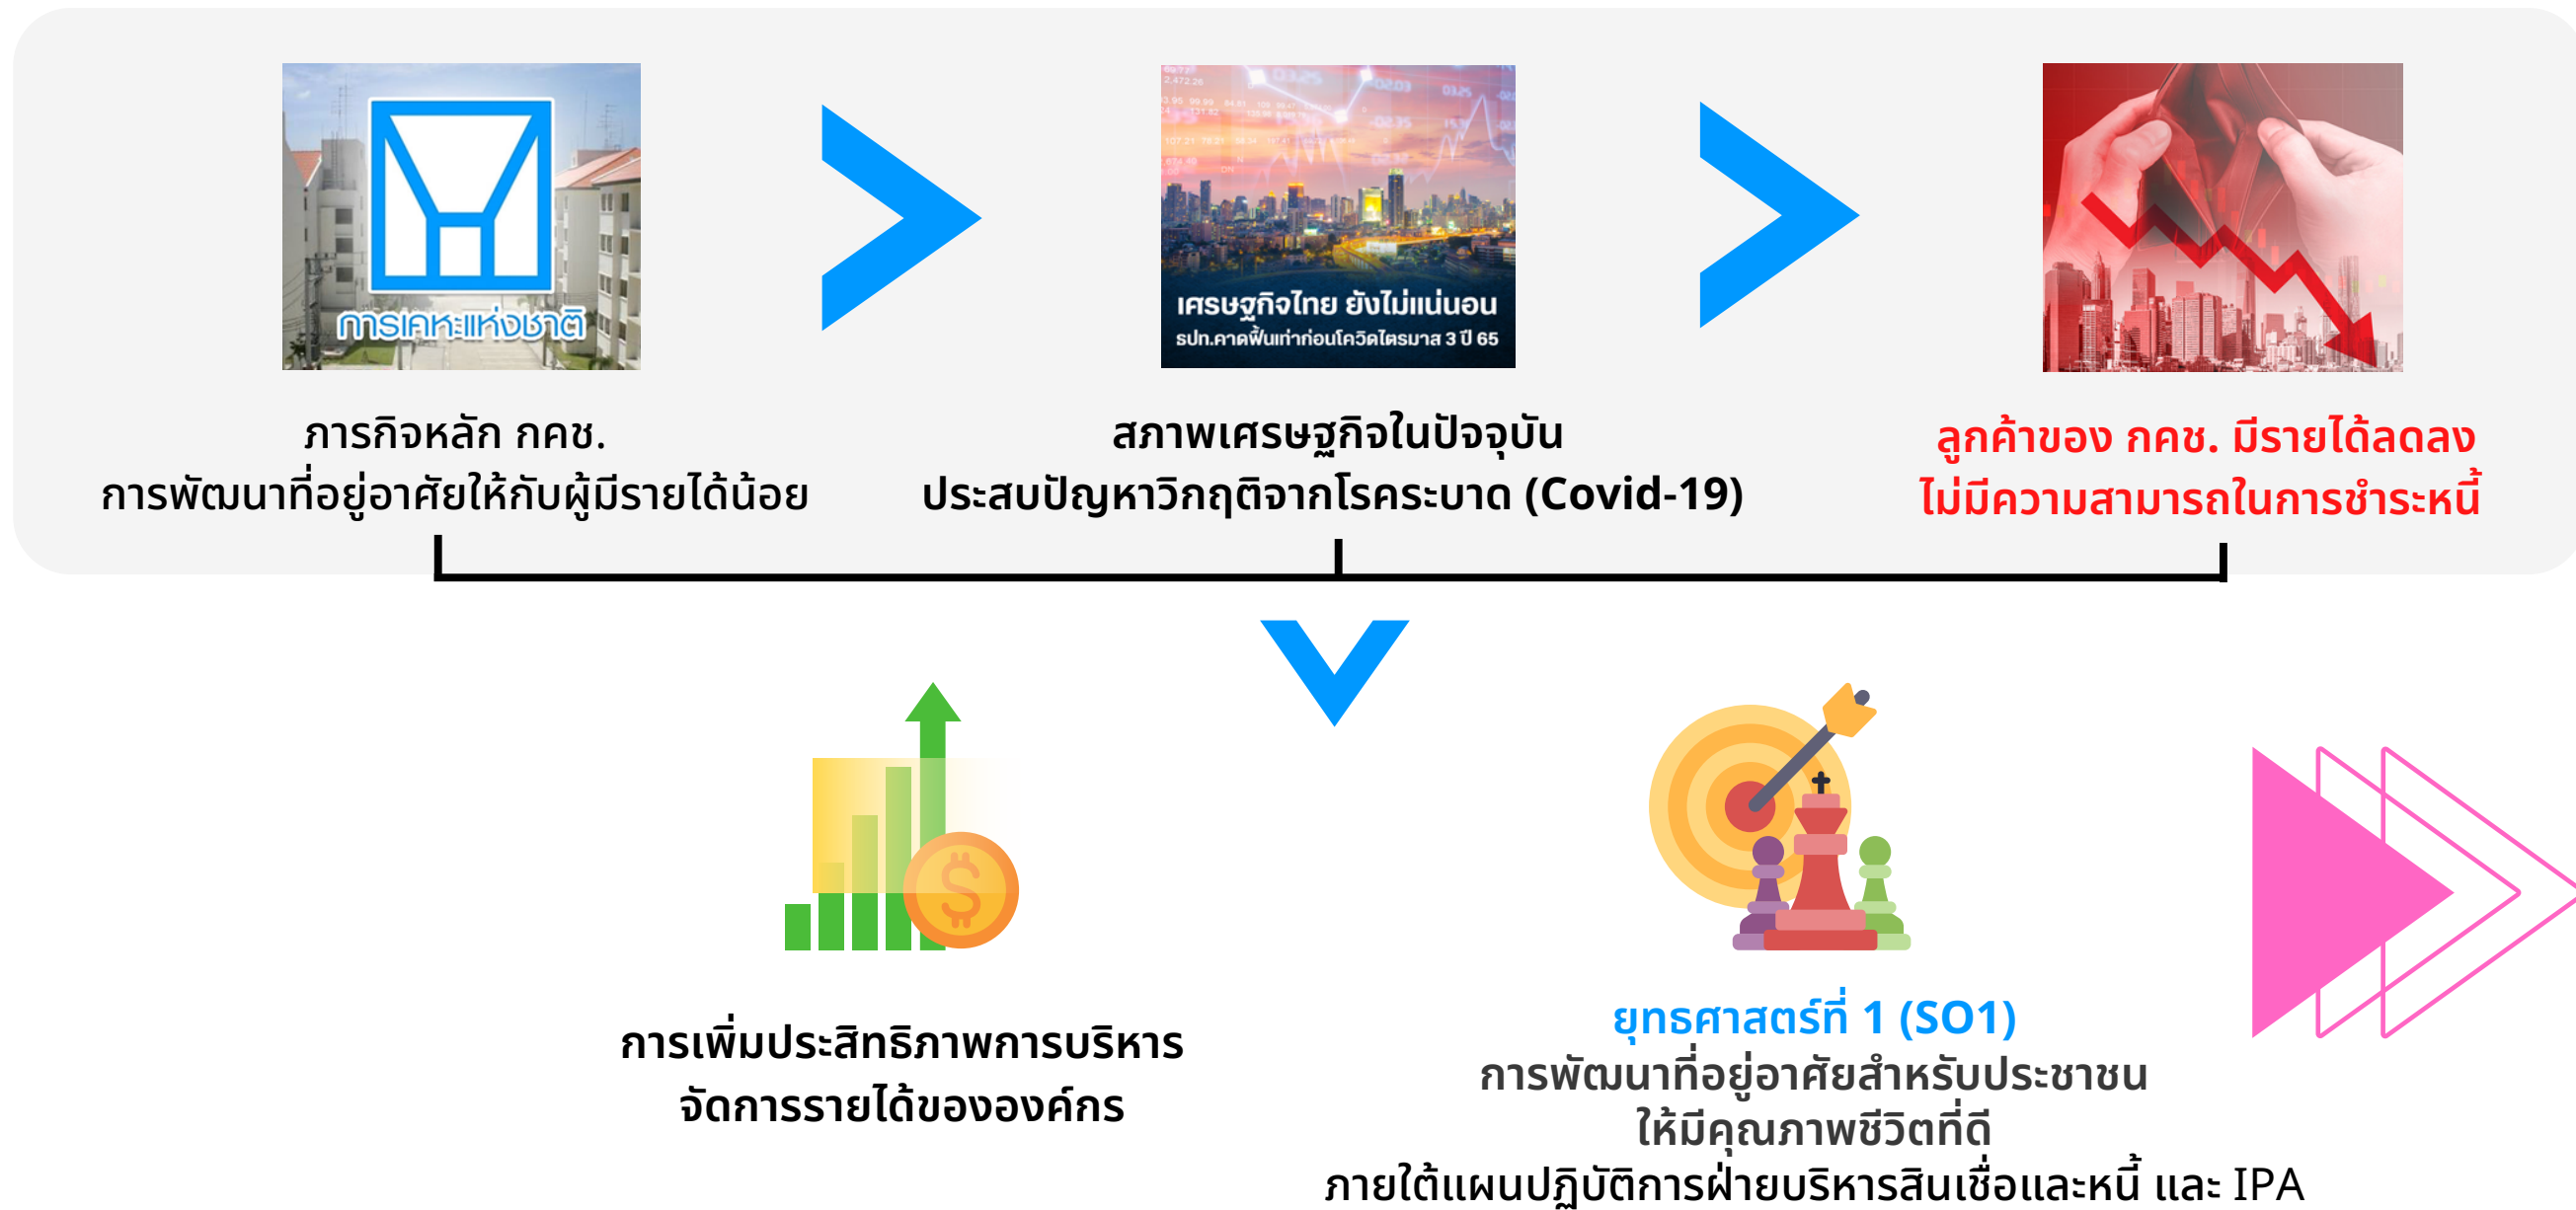 การเคหะแห่งชาติ
เศรษฐกิจไทย ยังไม่แน่นอน
ธปท.คาดฟื้นเท่าก่อนโควิดไตรมาส 3 ปี 65
ภารกิจหลัก กคช.
การพัฒนาที่อยู่อาศัยให้กับผู้มีรายได้น้อย
สภาพเศรษฐกิจในปัจจุบัน
ประสบปัญหาวิกฤติจากโรคระบาด (Covid-19)
ลูกค้าของ กคช. มีรายได้ลดลง
ไม่มีความสามารถในการชำระหนี้
การเพิ่มประสิทธิภาพการบริหาร
จัดการรายได้ขององค์กร
ยุทธศาสตร์ที่ 1 (SO1)
การพัฒนาที่อยู่อาศัยสำหรับประชาชน
ให้มีคุณภาพชีวิตที่ดี
ภายใต้แผนปฏิบัติการฝ่ายบริหารสินเชื่อและหนี้ และ IPA